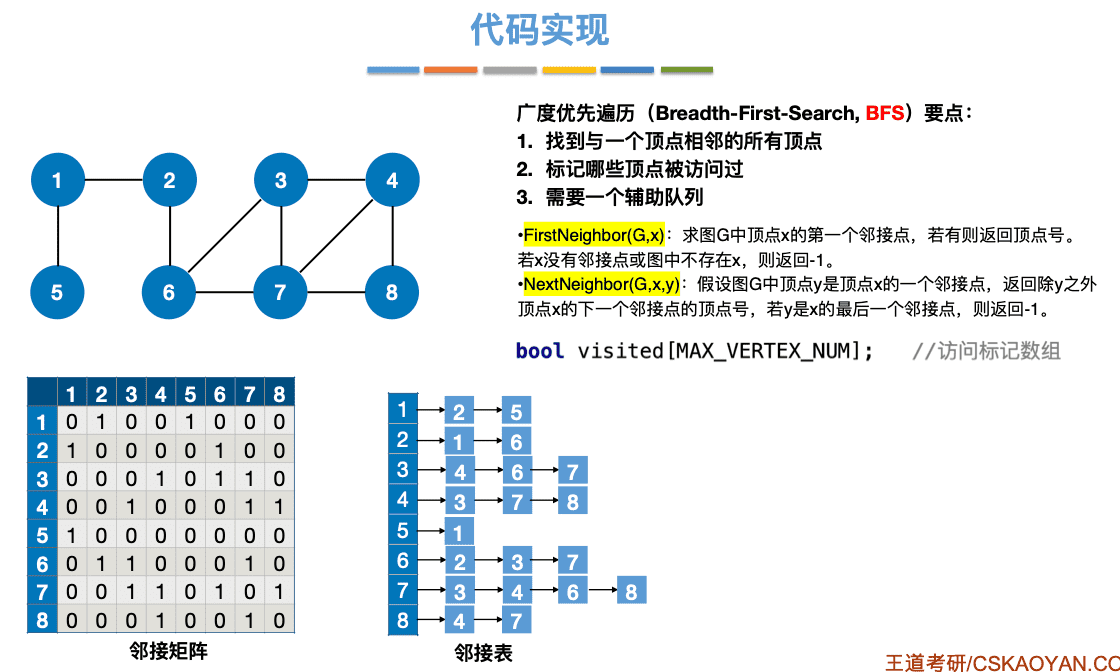 代码实现
广度优先遍历（Breadth-First-Search, BFS）要点：
1. 找到与一个顶点相邻的所有顶点
2. 标记哪些顶点被访问过
3. 需要一个辅助队列
•FirstNeighbor(G,x)：求图G中顶点x的第一个邻接点，若有则返回顶点号。
若x没有邻接点或图中不存在x，则返回-1。
•NextNeighbor(G,x,y)：假设图G中顶点y是顶点x的一个邻接点，返回除y之外
顶点x的下一个邻接点的顶点号，若y是x的最后一个邻接点，则返回-1。
bool visited[MAX_VERTEX_NUM]; //访问标记数组
1 2 3 4
5 6 7 8
1 2 3 4 5 6 7 8
1 0 1 0 0 1 0 0 0
2 1 0 0 0 0 1 0 0
3 0 0 0 1 0 1 1 0
4 0 0 1 0 0 0 1 1
5 1 0 0 0 0 0 0 0
6 0 1 1 0 0 0 1 0
7 0 0 1 1 0 1 0 1
8 0 0 0 1 0 0 1 0
邻接矩阵
1 2 5
2 1 6
3 4 6 7
4 3 7 8
5 1
6 2 3 7
7 3 4 6 8
8 4 7
邻接表
王道考研/CSKAOYAN.CC